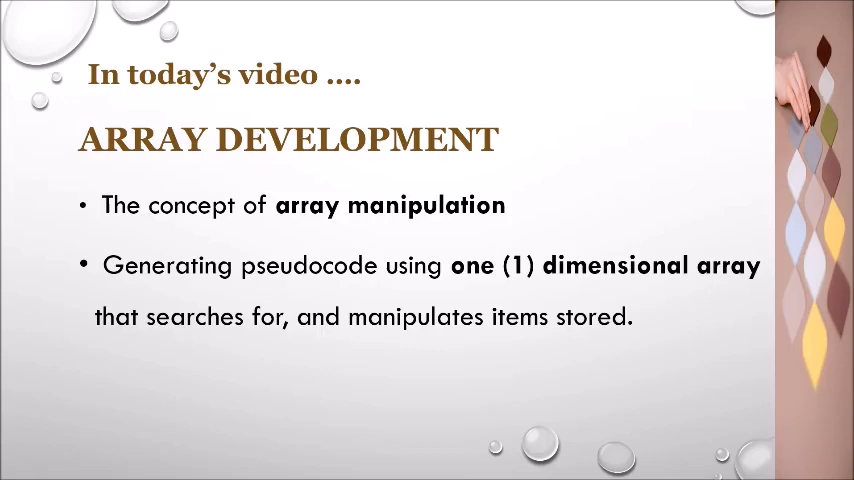 In today’s video ....
ARRAY DEVELOPMENT
• The concept of array manipulation
• Generating pseudocode using one (1) dimensional array
that searches for, and manipulates items stored.